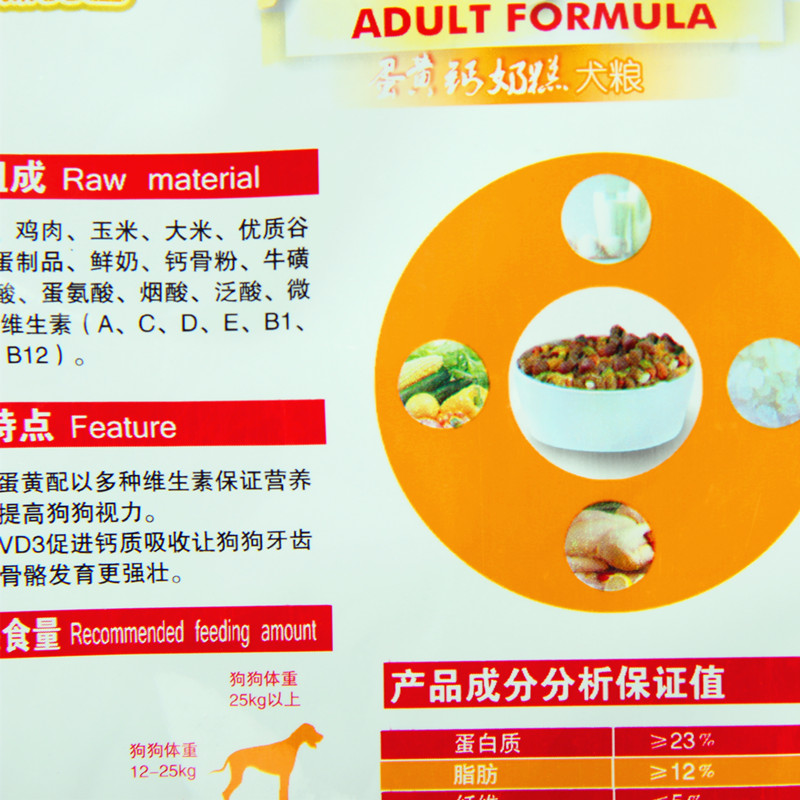 ADULT FORMULA
蛋黄钙奶糕犬粮
组成 Raw material
、鸡肉、玉米、大米、优质谷
蛋制品、鲜奶、钙骨粉、牛磺
酸、蛋氨酸、烟酸、泛酸、微
维生素（A、C、D、E、B1、
B12）。
特点 Feature
蛋黄配以多种维生素保证营养
提高狗狗视力。
VD3促进钙质吸收让狗狗牙齿
骨骼发育更强壮。
食量 Recommended feeding amount
狗狗体重
25kg以上
狗狗体重
12-25kg
产品成分分析保证值
蛋白质 ≥23%
脂肪 ≥12%
纤维 ≤5%